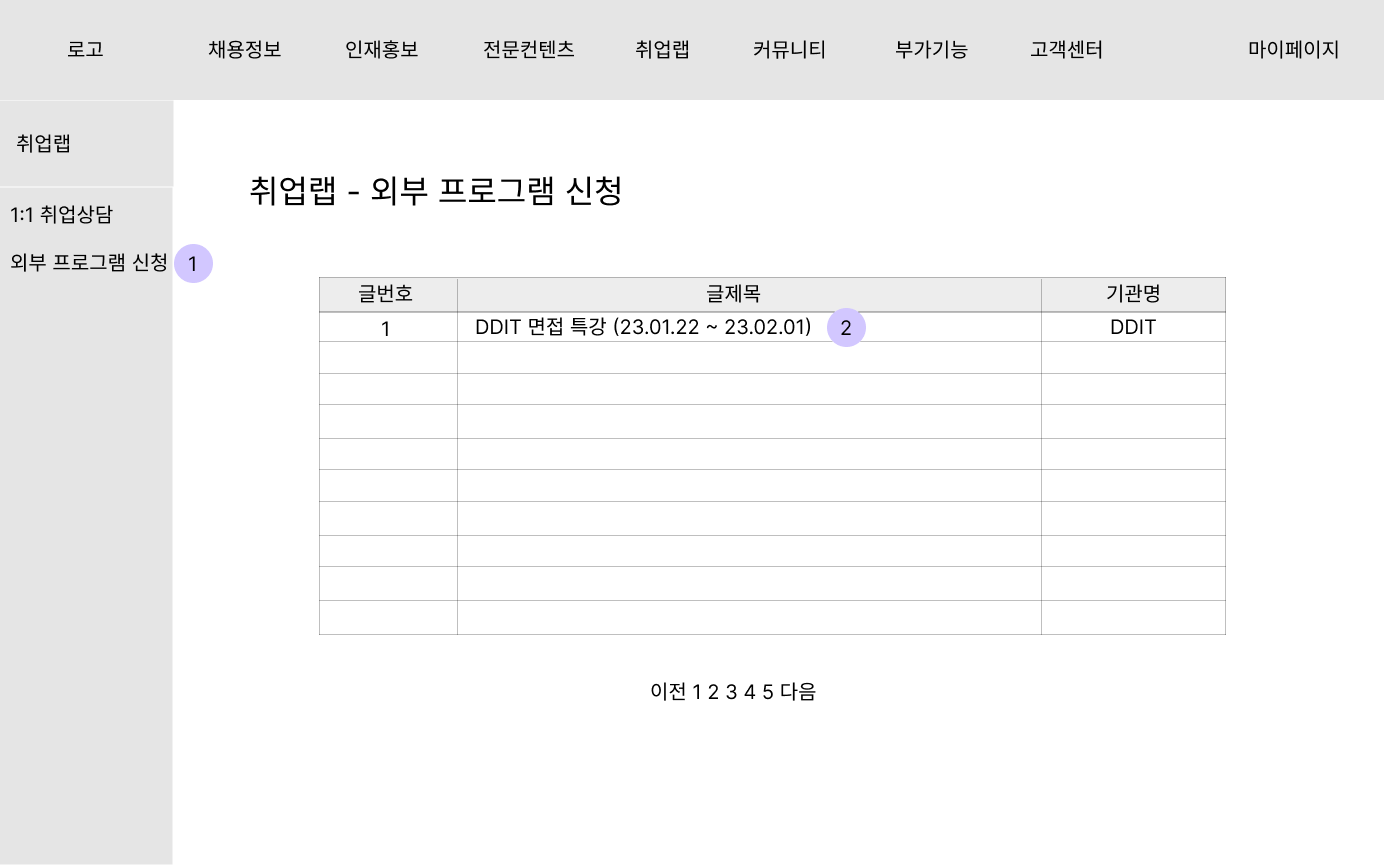 로고 채용정보 인재홍보 전문컨텐츠 취업랩 커뮤니티 부가기능 고객센터 마이페이지
취업랩
취업랩 - 외부 프로그램 신청
1:1 취업상담
외부 프로그램 신청 1
글번호 글제목 기관명
1 DDIT 면접 특강 (23.01.22 ~ 23.02.01) 2 DDIT
이전 1 2 3 4 5 다음